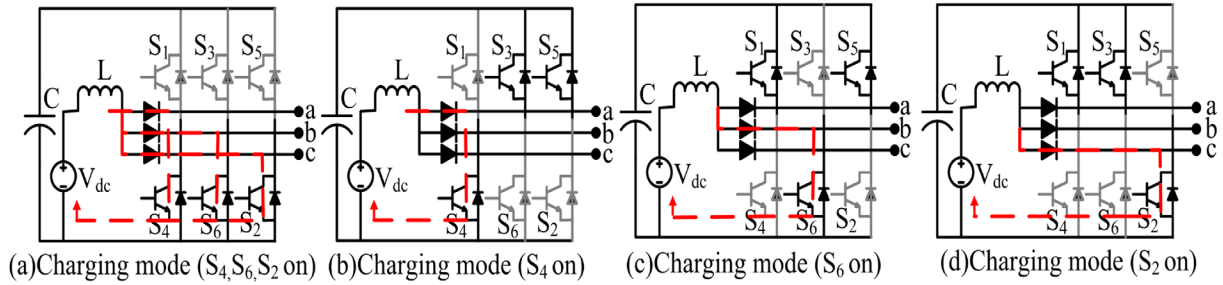 S1 S3 S5
L
C
a
b
c
Vdc
S4 S6 S2
(a)Charging mode (S4,S6,S2 on)
S1 S3 S5
L
C
a
b
c
Vdc
S4 S6 S2
(b)Charging mode (S4 on)
S1 S3 S5
L
C
a
b
c
Vdc
S4 S6 S2
(c)Charging mode (S6 on)
S1 S3 S5
L
C
a
b
c
Vdc
S4 S6 S2
(d)Charging mode (S2 on)